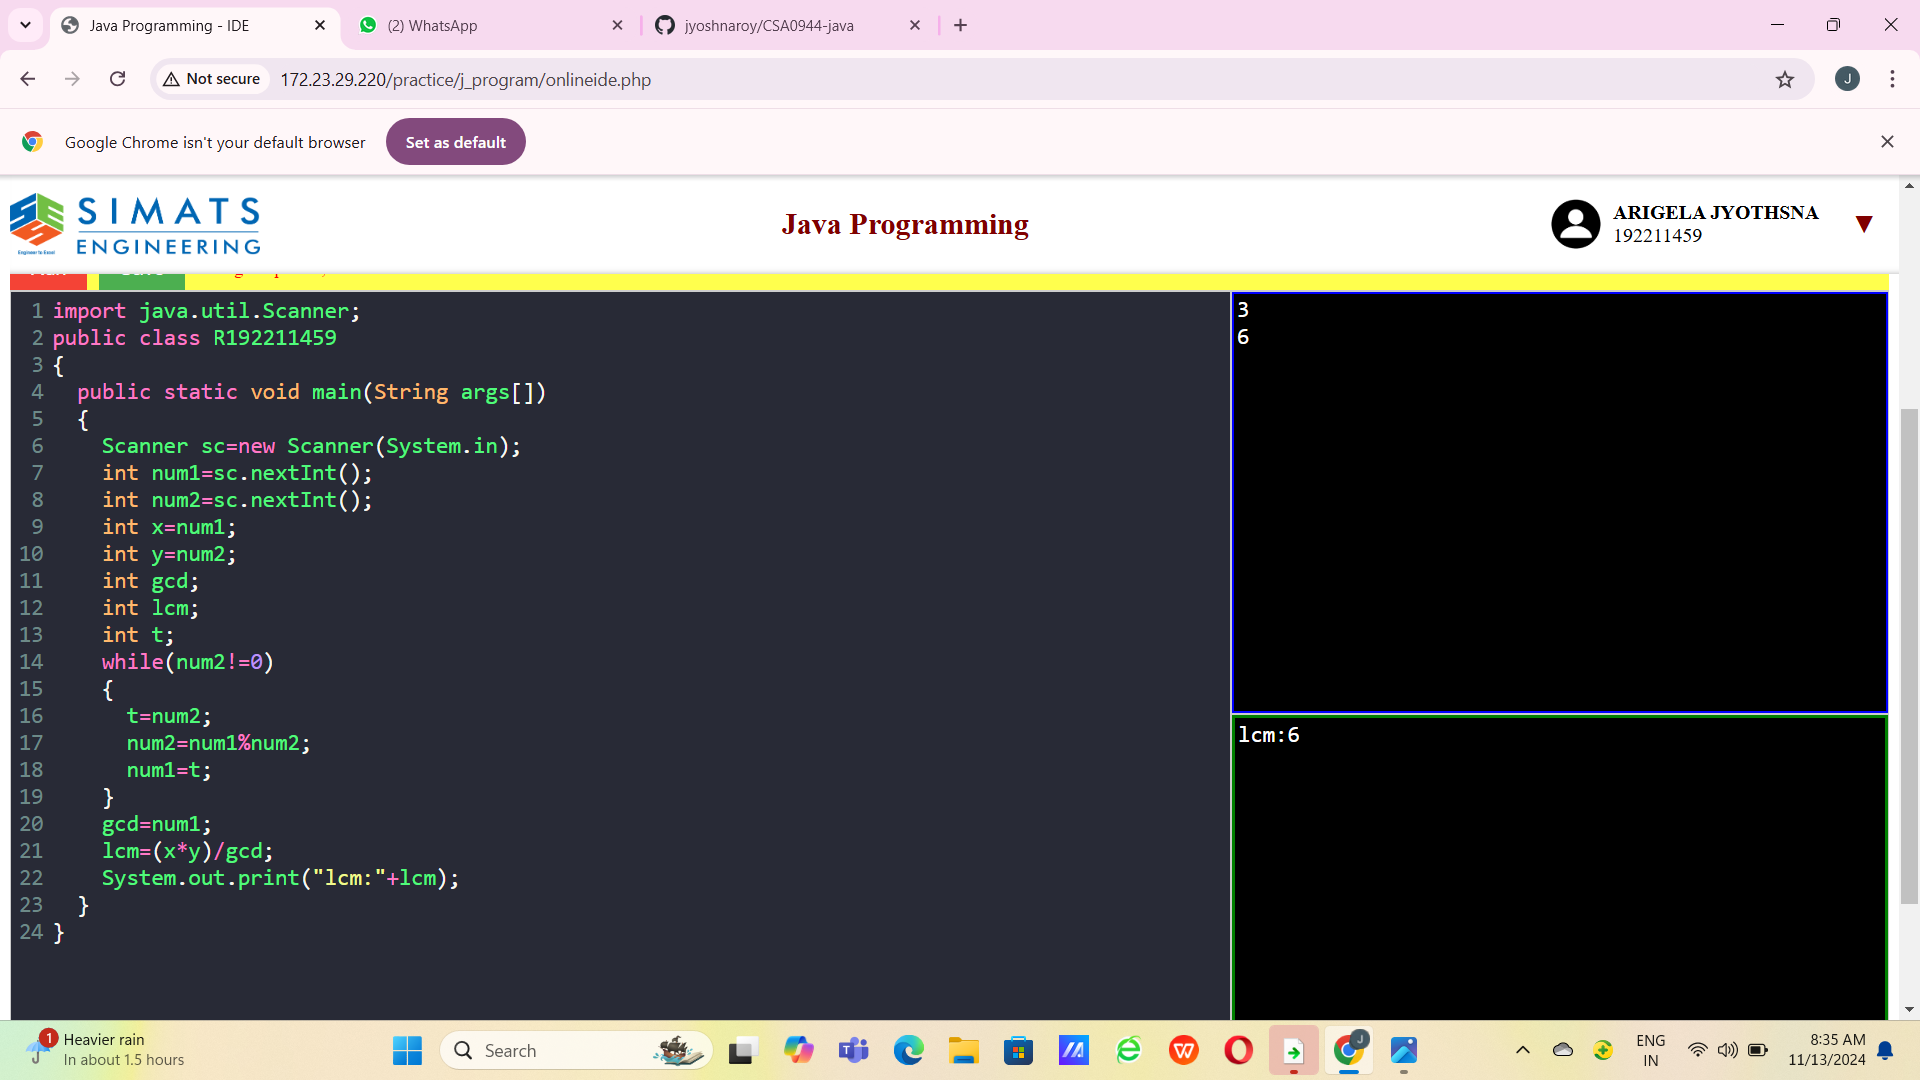 Java Programming - IDE
(2) WhatsApp
jyoshnaroy/CSA0944-java
Not secure
172.23.29.220/practice/j_program/onlineide.php
J
Google Chrome isn't your default browser
Set as default
SIMATS
ENGINEERING
Engineer to Excel
Java Programming
ARIGELA JYOTHSNA
192211459
1 import java.util.Scanner;
2 public class R192211459
3 {
4 public static void main(String args[])
5 {
6 Scanner sc=new Scanner(System.in);
7 int num1=sc.nextInt();
8 int num2=sc.nextInt();
9 int x=num1;
10 int y=num2;
11 int gcd;
12 int lcm;
13 int t;
14 while(num2!=0)
15 {
16 t=num2;
17 num2=num1%num2;
18 num1=t;
19 }
20 gcd=num1;
21 lcm=(x*y)/gcd;
22 System.out.print("lcm:"+lcm);
23 }
24 }
3
6
lcm:6
1
Heavier rain
In about 1.5 hours
Search
J
ENG
IN
8:35 AM
11/13/2024